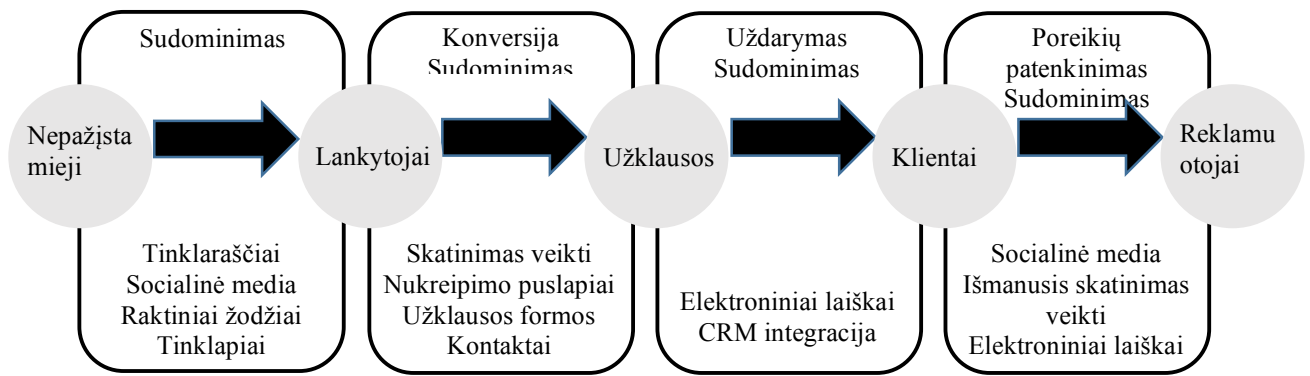 Sudominimas
Konversija
Sudominimas
Uždarymas
Sudominimas
Poreikių
patenkinimas
Sudominimas
Nepažįsta
mieji
Lankytojai
Užklausos
Klientai
Reklamu
otojai
Tinklaraščiai
Socialinė media
Raktiniai žodžiai
Tinklapiai
Skatinimas veikti
Nukreipimo puslapiai
Užklausos formos
Kontaktai
Elektroniniai laiškai
CRM integracija
Socialinė media
Išmanusis skatinimas
veikti
Elektroniniai laiškai